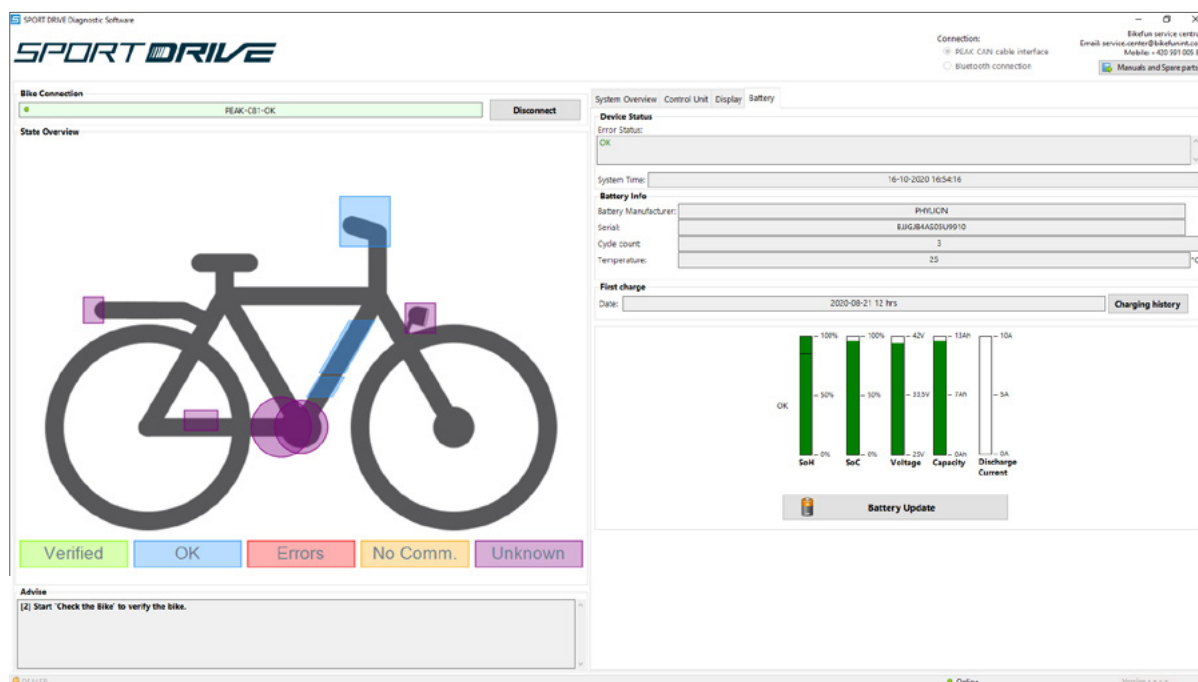 SPORT DRIVE Diagnostic Software
SPORT DRIVE
Connection:
PEAK CAN cable interface
Bluetooth connection
Bikefun service centr
Email: service.center@bikefunint.co
Mobile: + 420 591 005
Manuals and Spare parts
Bike Connection
PEAK-C81-OK
Disconnect
State Overview
Verified
OK
Errors
No Comm.
Unknown
Advise
[2] Start 'Check the Bike' to verify the bike.
DEALER
System Overview Control Unit Display Battery
Device Status
Error Status:
OK
System Time: 16-10-2020 16:54:16
Battery Info
Battery Manufacturer: PHYLION
Serial:
Cycle count: 3
Temperature: 25 °C
First charge
Date: 2020-08-21 12 hrs Charging history
100% 100% 42V 13Ah 10A
OK 50% 50% 33,5V 7Ah 5A
0% 0% 25V 0Ah 0A
SoH SoC Voltage Capacity Discharge Current
Battery Update
Online